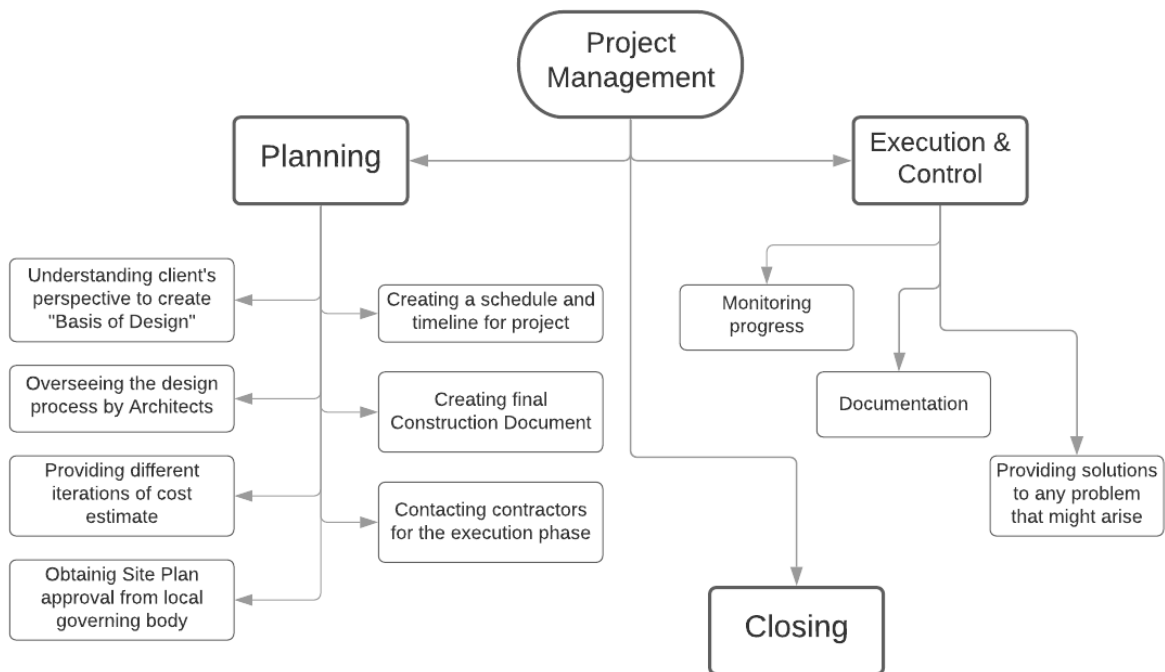 Project
Management
Planning
Execution &
Control
Understanding client's
perspective to create
"Basis of Design"
Creating a schedule and
timeline for project
Overseeing the design
process by Architects
Creating final
Construction Document
Providing different
iterations of cost
estimate
Contacting contractors
for the execution phase
Obtainig Site Plan
approval from local
governing body
Monitoring
progress
Documentation
Providing solutions
to any problem
that might arise
Closing